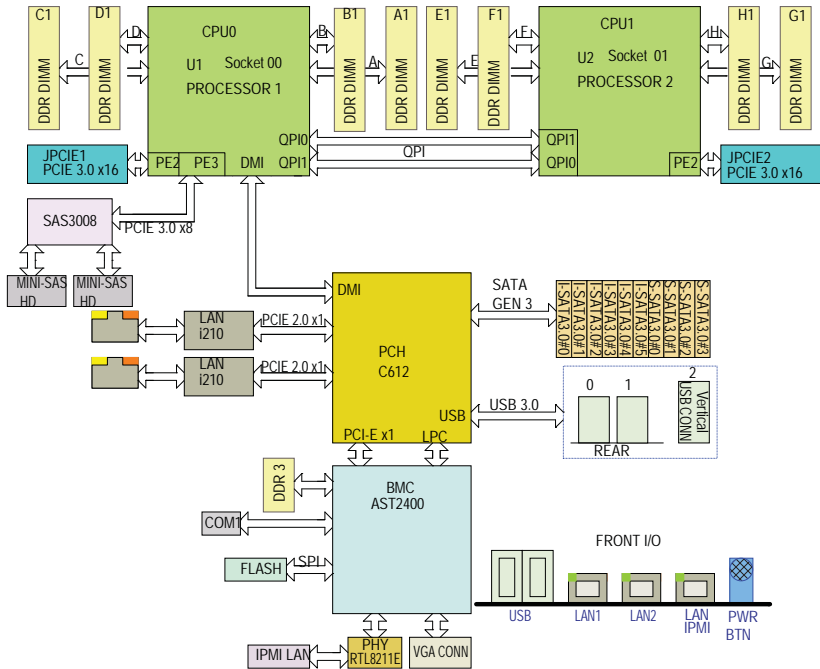 C1
DDR DIMM
D1
DDR DIMM
D
C
CPU0
U1 Socket 00
PROCESSOR 1
B
A
B1
DDR DIMM
A1
DDR DIMM
E1
DDR DIMM
F1
DDR DIMM
F
E
CPU1
U2 Socket 01
PROCESSOR 2
H
G
H1
DDR DIMM
G1
DDR DIMM
QPI0
QPI1
QPI
QPI1
QPI0
JPCIE1
PCIE 3.0 x16
PE2
PE3
DMI
PE2
JPCIE2
PCIE 3.0 x16
SAS3008
PCIE 3.0 x8
MINI-SAS
HD
MINI-SAS
HD
LAN
i210
PCIE 2.0 x1
LAN
i210
PCIE 2.0 x1
DMI
PCH
C612
USB
PCI-E x1
LPC
SATA
GEN 3
I-SATA3.0#0
I-SATA3.0#1
I-SATA3.0#2
I-SATA3.0#3
I-SATA3.0#4
I-SATA3.0#5
S-SATA3.0#0
S-SATA3.0#1
S-SATA3.0#2
S-SATA3.0#3
USB 3.0
0
1
2
Vertical
USB CONN
REAR
DDR 3
BMC
AST2400
COM1
FLASH
SPI
IPMI LAN
PHY
RTL8211E
VGA CONN
FRONT I/O
USB
LAN1
LAN2
LAN
IPMI
PWR
BTN